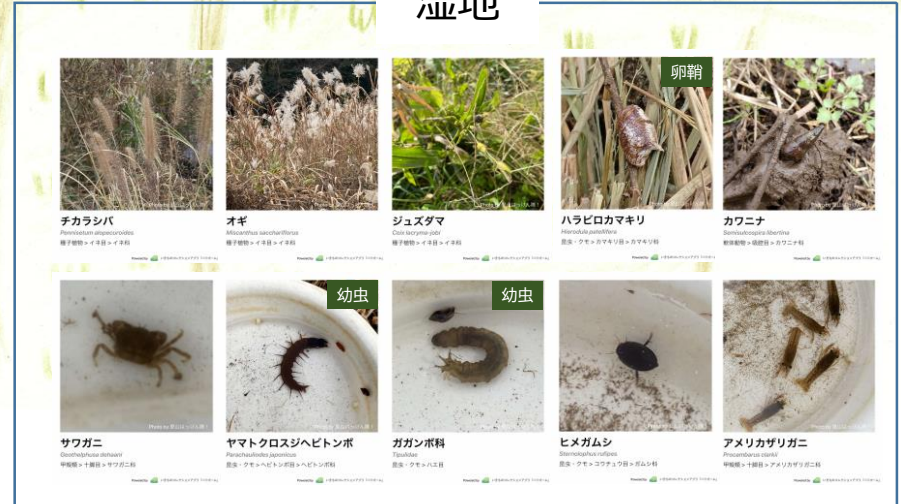 湿地
卵鞘
チカラシバ
Pennisetum alopecuroides
種子植物 > イネ目 > イネ科
オギ
Miscanthus sacchariflorus
種子植物 > イネ目 > イネ科
ジュズダマ
Coix lacryma-jobi
種子植物 > イネ目 > イネ科
ハラビロカマキリ
Hierodula patellifera
昆虫・クモ > カマキリ目 > カマキリ科
カワニナ
Semisulcospira libertina
軟体動物 > 吸腔目 > カワニナ科
幼虫
幼虫
サワガニ
Geothelphusa dehaani
甲殻類 > 十脚目 > サワガニ科
ヤマトクロスジヘビトンボ
Parachauliodes japonicus
昆虫・クモ > ヘビトンボ目 > ヘビトンボ科
ガガンボ科
Tipulidae
昆虫・クモ > ハエ目
ヒメガムシ
Sternolophus rufipes
昆虫・クモ > コウチュウ目 > ガムシ科
アメリカザリガニ
Procambarus clarkii
甲殻類 > 十脚目 > アメリカザリガニ科